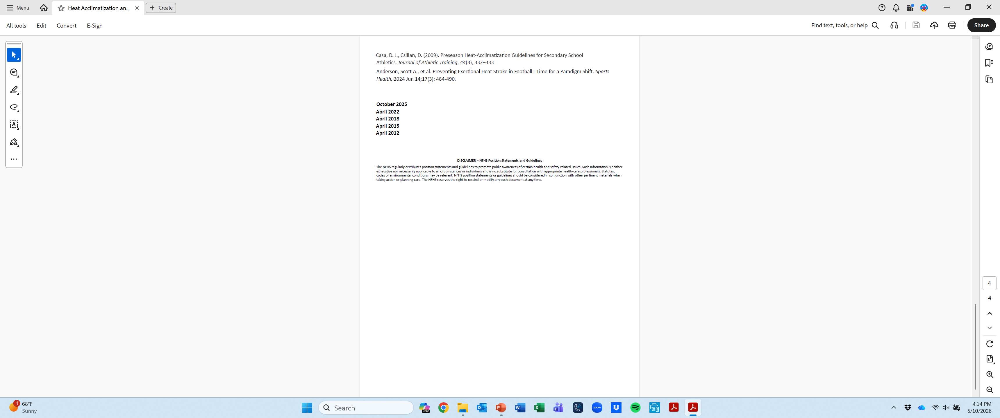 Menu
Heat Acclimatization an...
Create
All tools
Edit
Convert
E-Sign
Find text, tools, or help
Share
Casa, D. J., Csillan, D. (2009). Preseason Heat-Acclimatization Guidelines for Secondary School
Athletics. Journal of Athletic Training, 44(3), 332–333
Anderson, Scott A., et al. Preventing Exertional Heat Stroke in Football:  Time for a Paradigm Shift. Sports
Health, 2024 Jun 14;17(3): 484-490.
October 2025
April 2022
April 2018
April 2015
April 2012
DISCLAIMER – NFHS Position Statements and Guidelines
The NFHS regularly distributes position statements and guidelines to promote public awareness of certain health and safety-related issues. Such information is neither
exhaustive nor necessarily applicable to all circumstances or individuals and is no substitute for consultation with appropriate health-care professionals. Statutes,
codes or environmental conditions may be relevant. NFHS position statements or guidelines should be considered in conjunction with other pertinent materials when
taking action or planning care. The NFHS reserves the right to rescind or modify any such document at any time.
4
4
1:1
1
68°F
Sunny
Search
M365
zoom
4:14 PM
5/10/2026